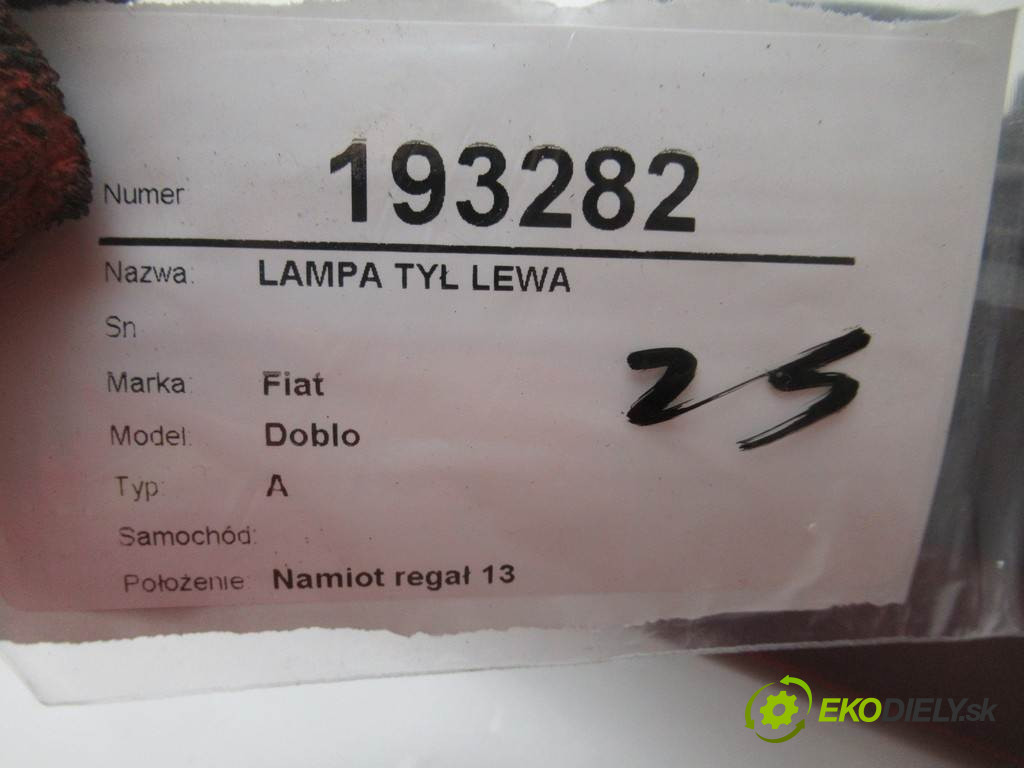 Numer 193282
Nazwa: LAMPA TYŁ LEWA
Sn
Marka: Fiat
25
Model: Doblo
Typ: A
Samochód:
Położenie: Namiot regał 13
EKODIELY.sk